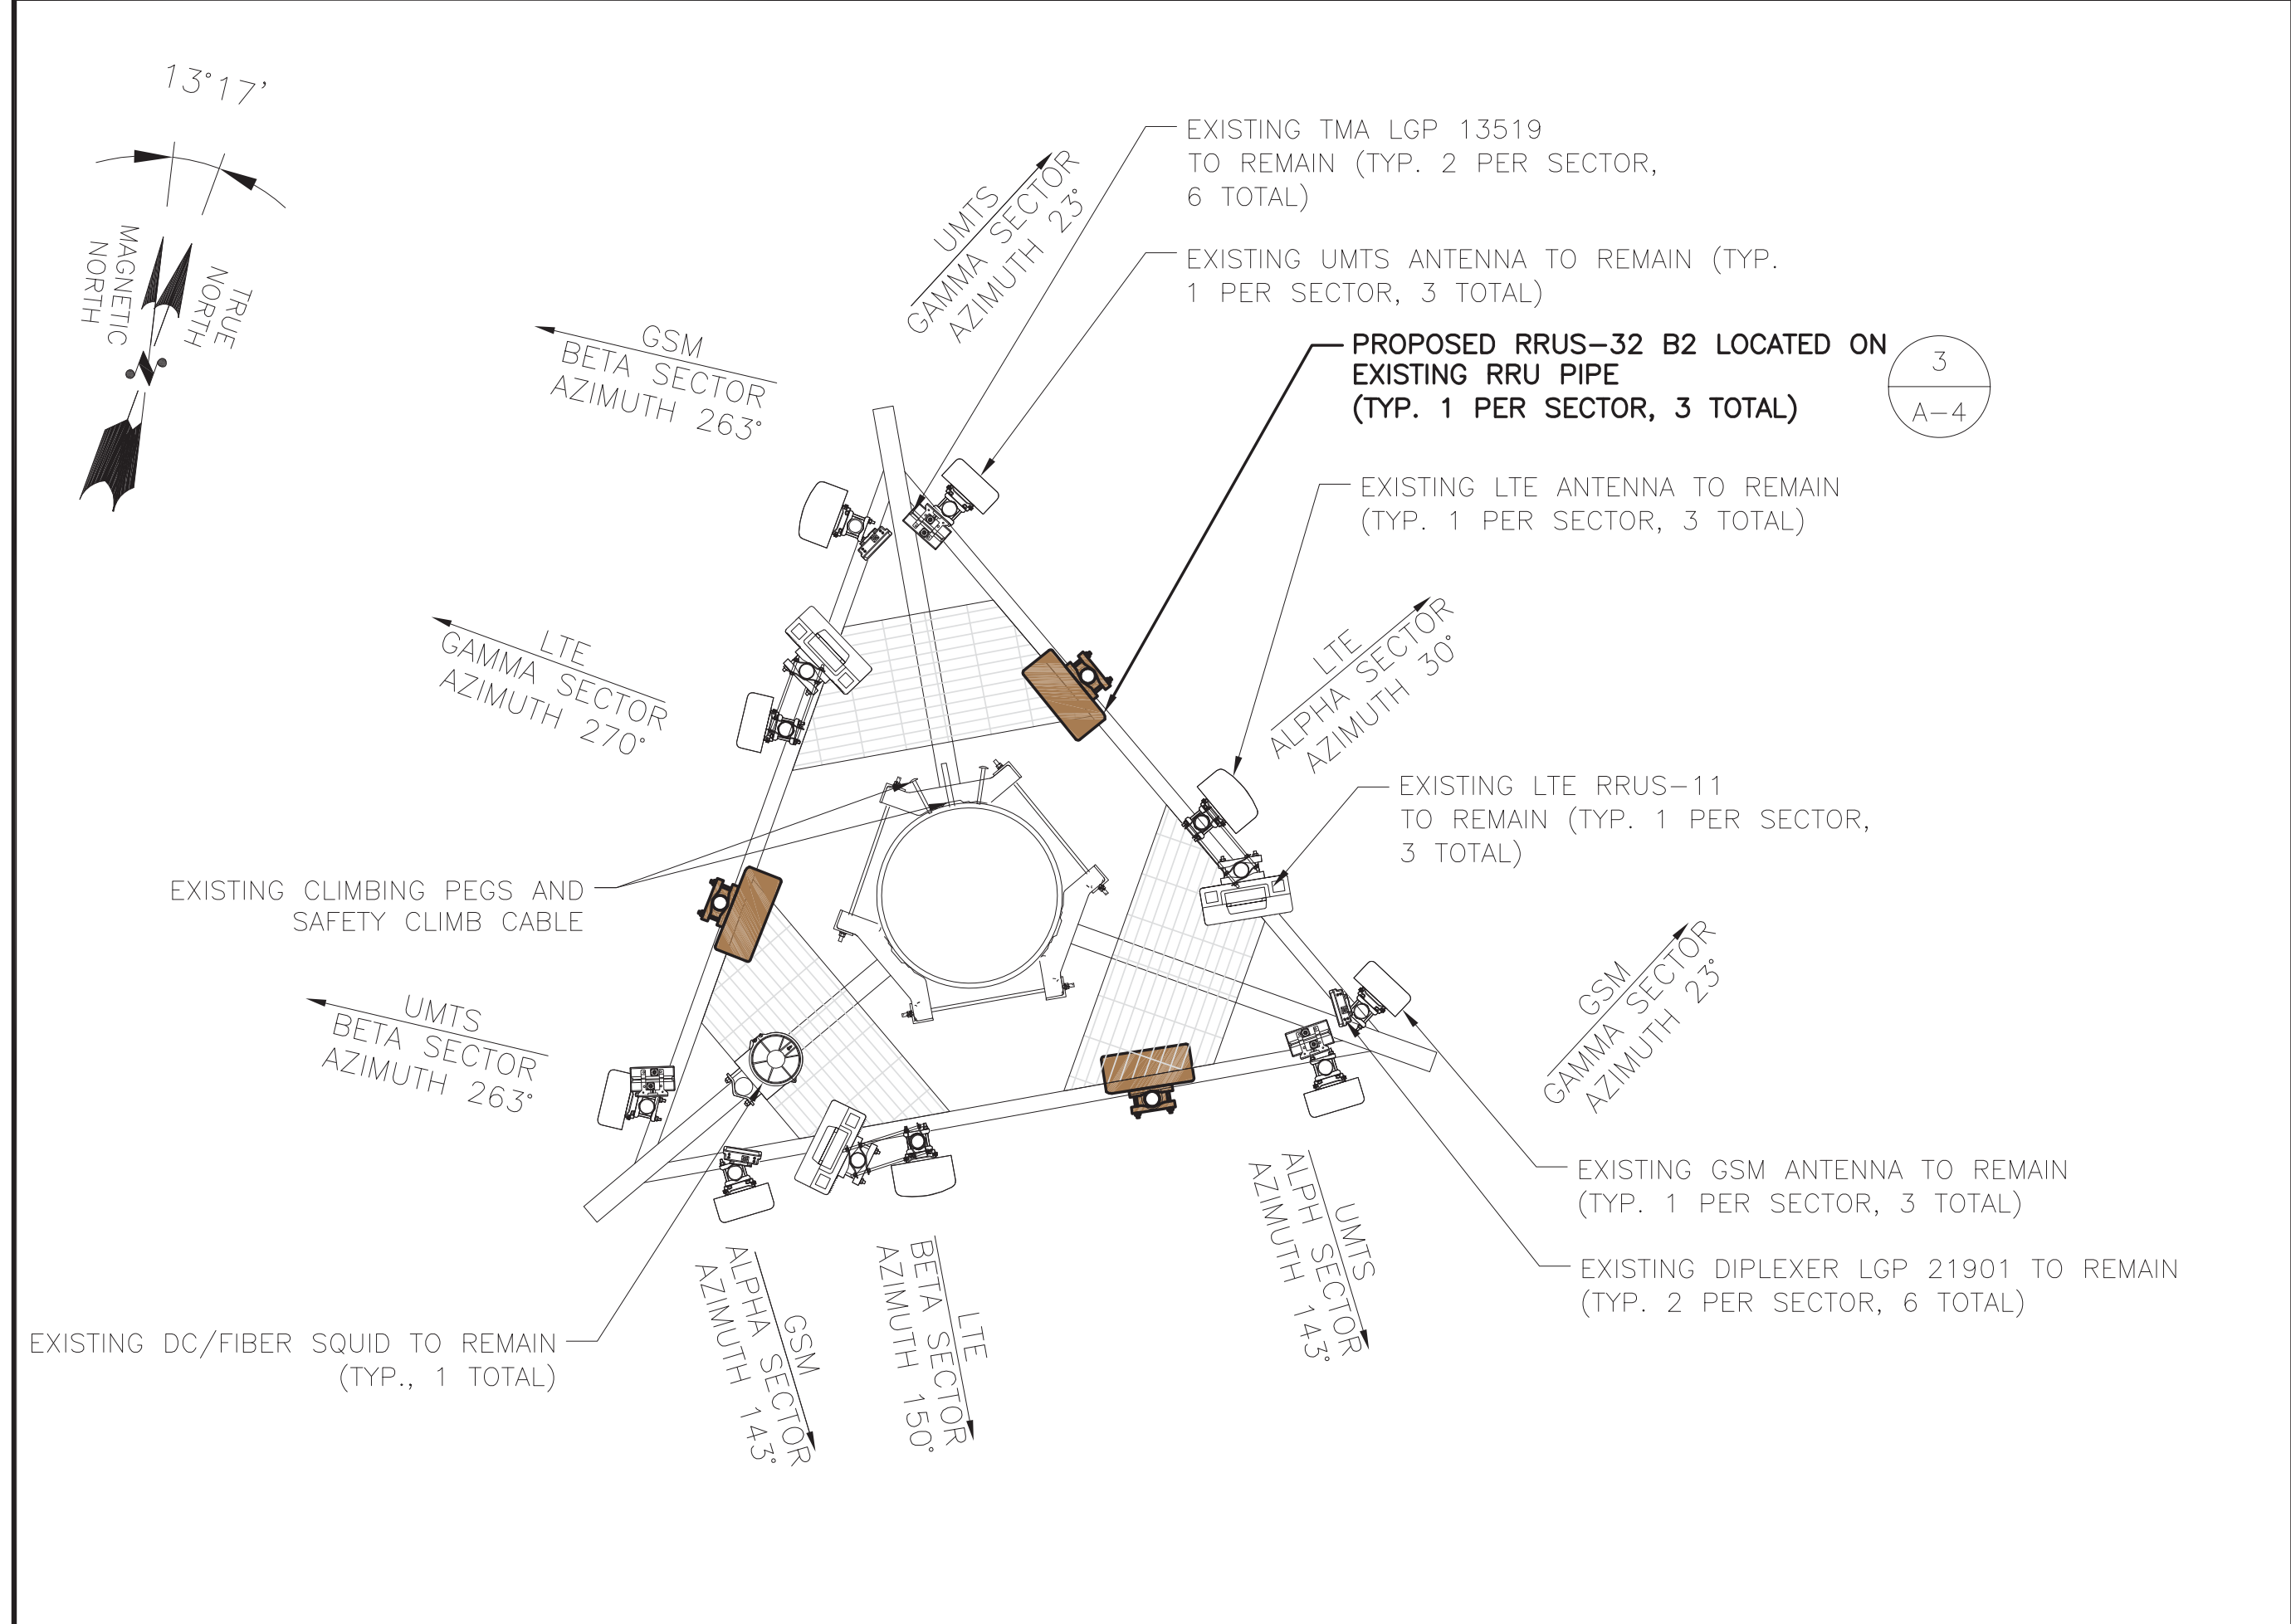 13°17'
MAGNETIC
NORTH
TRUE
NORTH
EXISTING TMA LGP 13519
TO REMAIN (TYP. 2 PER SECTOR,
6 TOTAL)
UMTS
GAMMA SECTOR
AZIMUTH 23°
EXISTING UMTS ANTENNA TO REMAIN (TYP.
1 PER SECTOR, 3 TOTAL)
GSM
BETA SECTOR
AZIMUTH 263°
PROPOSED RRUS-32 B2 LOCATED ON
EXISTING RRU PIPE
(TYP. 1 PER SECTOR, 3 TOTAL)
3
A-4
EXISTING LTE ANTENNA TO REMAIN
(TYP. 1 PER SECTOR, 3 TOTAL)
LTE
GAMMA SECTOR
AZIMUTH 270°
LTE
ALPHA SECTOR
AZIMUTH 30°
EXISTING LTE RRUS-11
TO REMAIN (TYP. 1 PER SECTOR,
3 TOTAL)
EXISTING CLIMBING PEGS AND
SAFETY CLIMB CABLE
UMTS
BETA SECTOR
AZIMUTH 263°
GSM
GAMMA SECTOR
AZIMUTH 23°
EXISTING GSM ANTENNA TO REMAIN
(TYP. 1 PER SECTOR, 3 TOTAL)
EXISTING DIPLEXER LGP 21901 TO REMAIN
(TYP. 2 PER SECTOR, 6 TOTAL)
UMTS
ALPH SECTOR
AZIMUTH 143°
LTE
BETA SECTOR
AZIMUTH 150°
GSM
ALPHA SECTOR
AZIMUTH 143°
EXISTING DC/FIBER SQUID TO REMAIN
(TYP., 1 TOTAL)